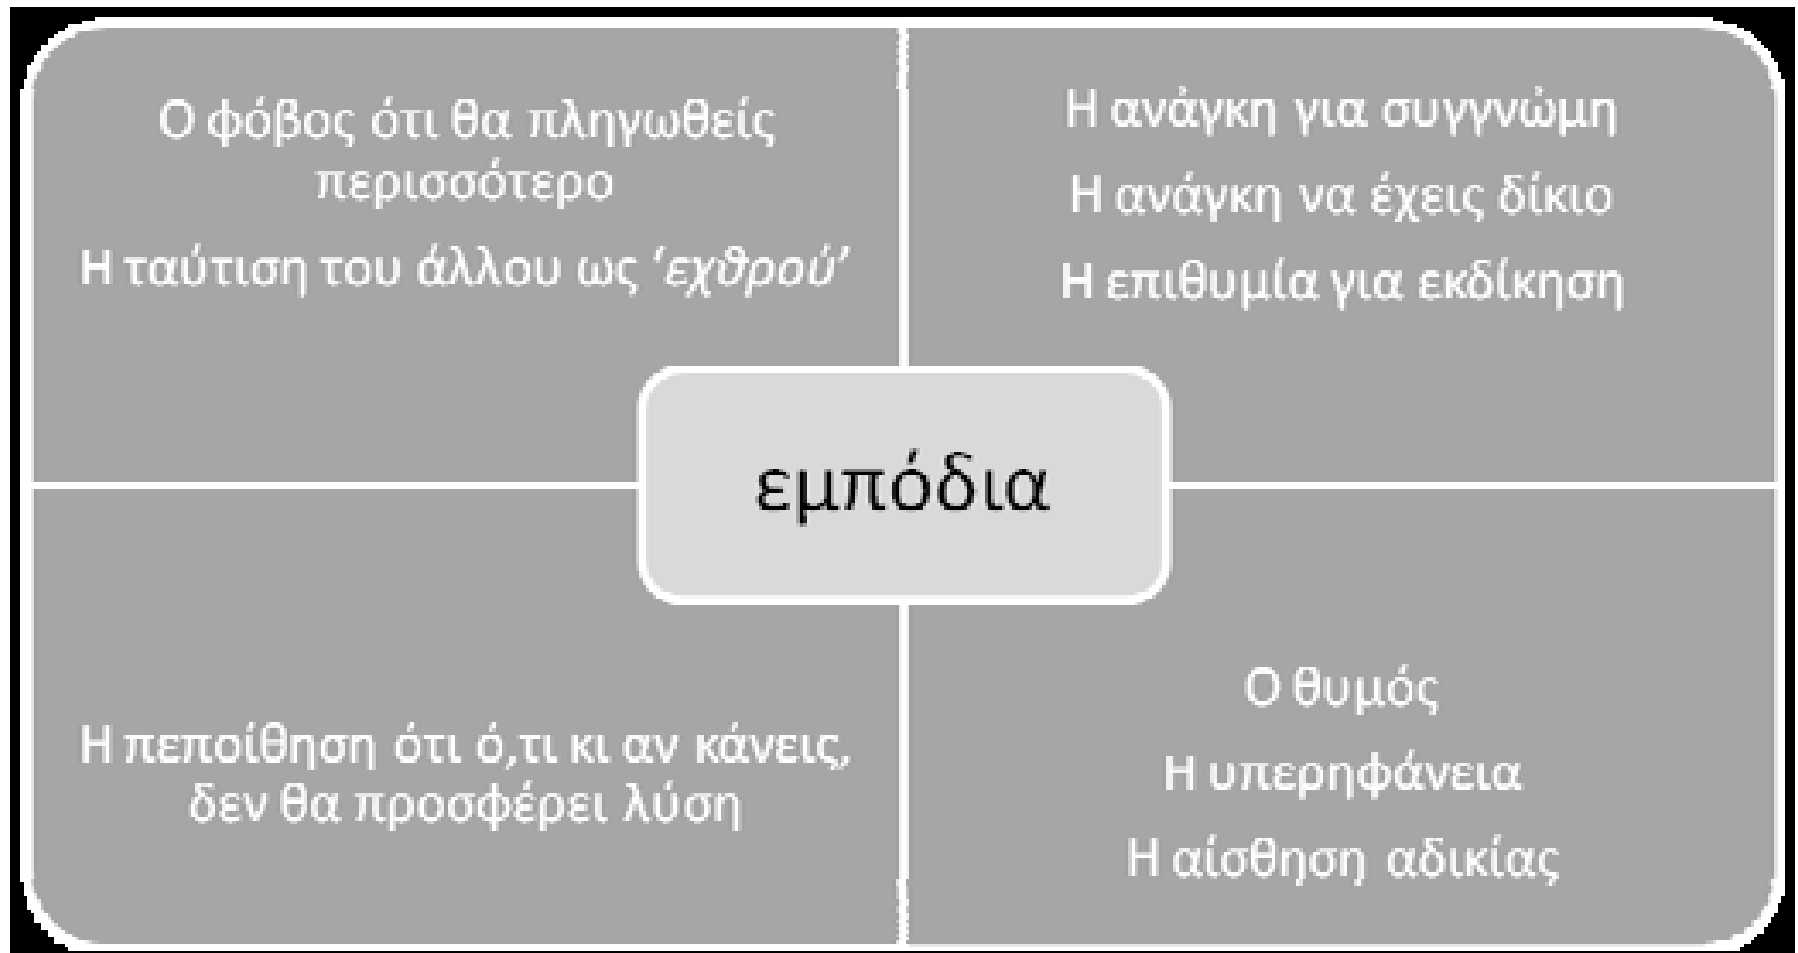 Ο φόβος ότι θα πληγωθείς
περισσότερο
Η ταύτιση του άλλου ως ‘εχθρού’
Η ανάγκη για συγγνώμη
Η ανάγκη να έχεις δίκιο
Η επιθυμία για εκδίκηση
εμπόδια
Η πεποίθηση ότι ό,τι κι αν κάνεις,
δεν θα προσφέρει λύση
Ο θυμός
Η υπερηφάνεια
Η αίσθηση αδικίας